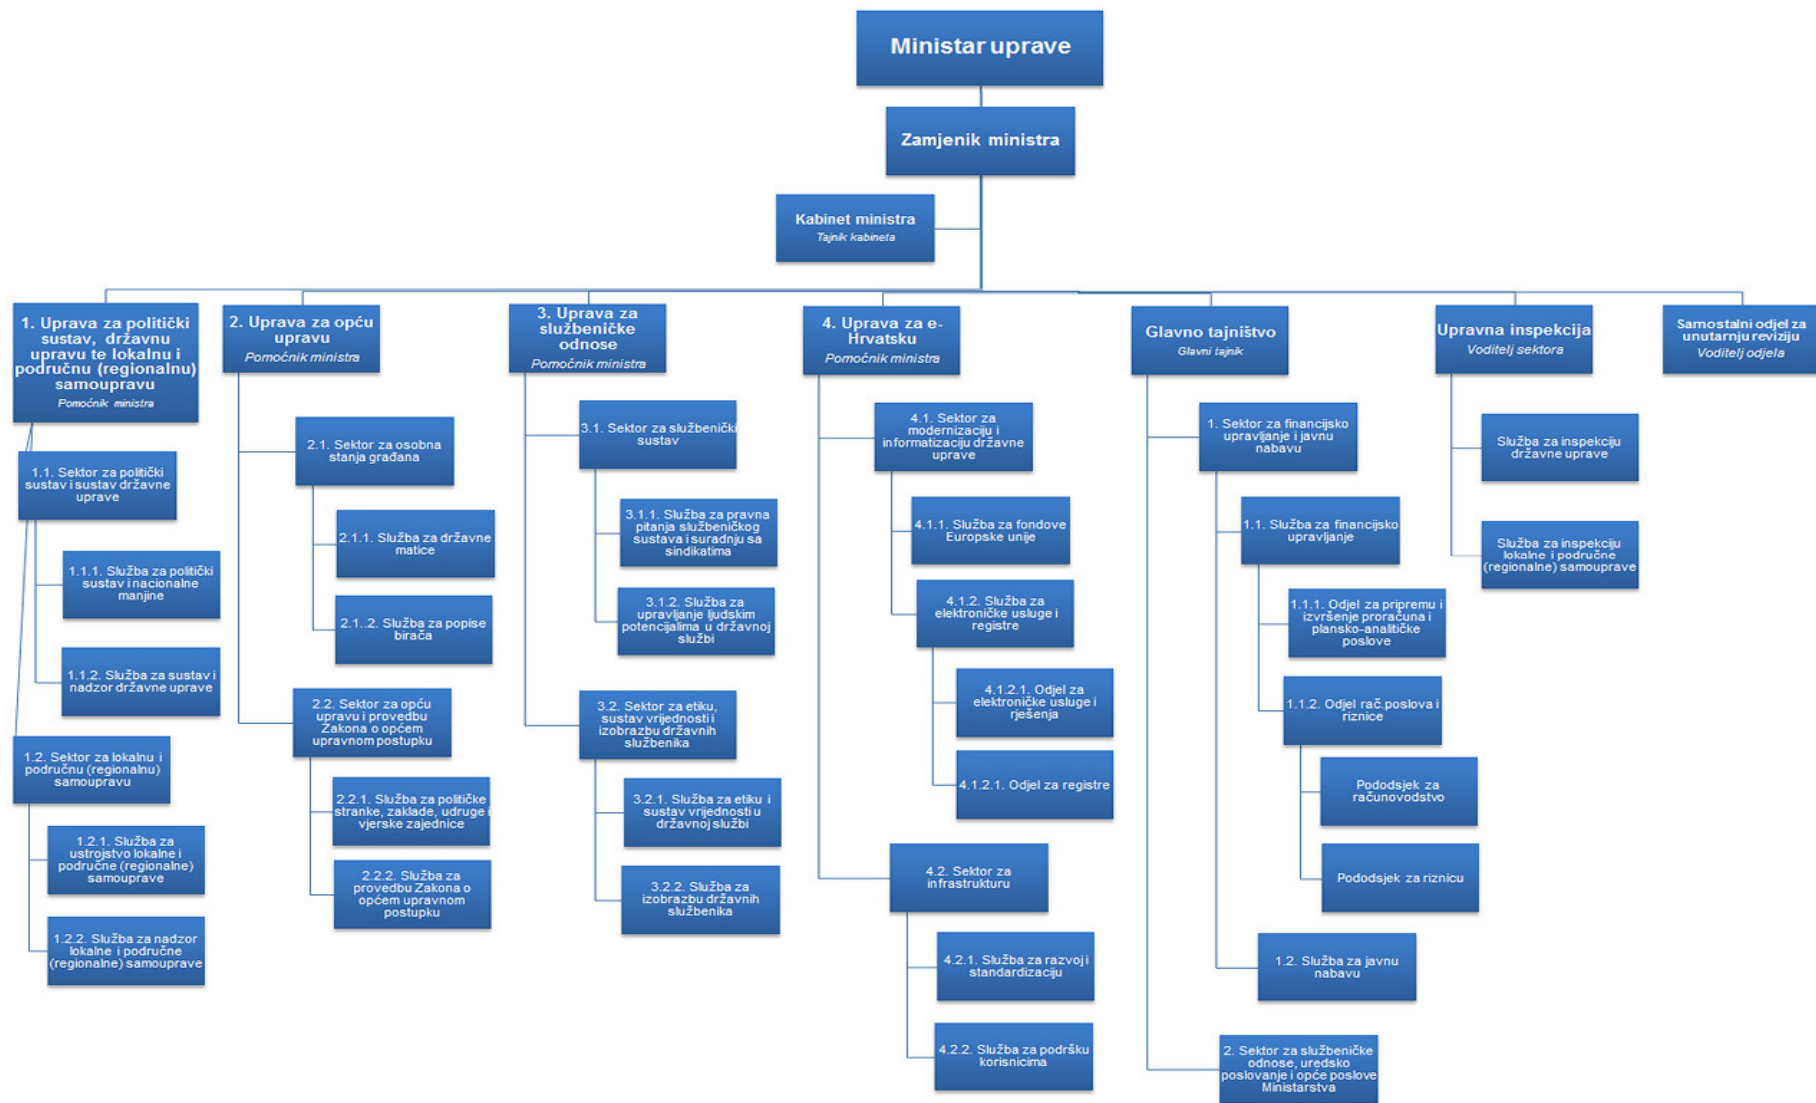 Ministar uprave
Zamjenik ministra
Kabinet ministra
Tajnik kabineta
1. Uprava za politički
sustav, državnu
upravu te lokalnu i
područnu (regionalnu)
samoupravu
Pomoćnik ministra
1.1. Sektor za politički
sustav i sustav državne
uprave
1.1.1. Služba za politički
sustav i nacionalne
manjine
1.1.2. Služba za sustav i
nadzor državne uprave
1.2. Sektor za lokalnu i
područnu (regionalnu)
samoupravu
1.2.1. Služba za
ustrojstvo lokalne i
područne (regionalne)
samouprave
1.2.2. Služba za nadzor
lokalne i područne
(regionalne) samouprave
2. Uprava za opću
upravu
Pomoćnik ministra
2.1. Sektor za osobna
stanja građana
2.1.1. Služba za državne
matice
2.1..2. Služba za popise
birača
2.2. Sektor za opću
upravu i provedbu
Zakona o općem
upravnom postupku
2.2.1. Služba za političke
stranke, zaklade, udruge i
vjerske zajednice
2.2.2. Služba za
provedbu Zakona o
općem upravnom
postupku
3. Uprava za
službeničke
odnose
Pomoćnik ministra
3.1. Sektor za službenički
sustav
3.1.1. Služba za pravna
pitanja službeničkog
sustava i suradnju sa
sindikatima
3.1.2. Služba za
upravljanje ljudskim
potencijalima u državnoj
službi
3.2. Sektor za etiku,
sustav vrijednosti i
izobrazbu državnih
službenika
3.2.1. Služba za etiku i
sustav vrijednosti u
državnoj službi
3.2.2. Služba za
izobrazbu državnih
službenika
4. Uprava za e-
Hrvatsku
Pomoćnik ministra
4.1. Sektor za
modernizaciju i
informatizaciju državne
uprave
4.1.1. Služba za fondove
Europske unije
4.1.2. Služba za
elektroničke usluge i
registre
4.1.2.1. Odjel za
elektroničke usluge i
rješenja
4.1.2.1. Odjel za registre
4.2. Sektor za
infrastrukturu
4.2.1. Služba za razvoj i
standardizaciju
4.2.2. Služba za podršku
korisnicima
Glavno tajništvo
Glavni tajnik
1. Sektor za financijsko
upravljanje i javnu
nabavu
1.1. Služba za financijsko
upravljanje
1.1.1. Odjel za pripremu i
izvršenje proračuna i
plansko-analitičke
poslove
1.1.2. Odjel rač.poslova i
riznice
Pododsjek za
računovodstvo
Pododsjek za riznicu
1.2. Služba za javnu
nabavu
2. Sektor za službeničke
odnose, uredsko
poslovanje i opće poslove
Ministarstva
Upravna inspekcija
Voditelj sektora
Služba za inspekciju
državne uprave
Služba za inspekciju
lokalne i područne
(regionalne) samouprave
Samostalni odjel za
unutarnju reviziju
Voditelj odjela